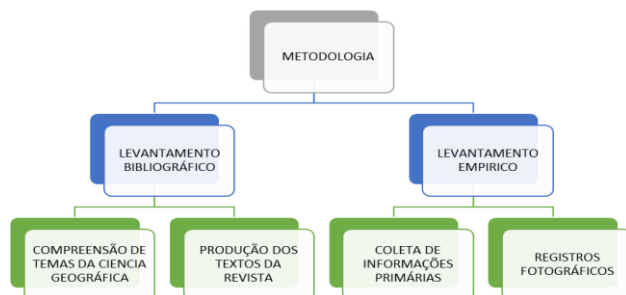 METODOLOGIA
LEVANTAMENTO
BIBLIOGRÁFICO
LEVANTAMENTO
EMPIRICO
COMPREENSÃO DE
TEMAS DA CIENCIA
GEOGRÁFICA
PRODUÇÃO DOS
TEXTOS DA
REVISTA
COLETA DE
INFORMAÇÕES
PRIMÁRIAS
REGISTROS
FOTOGRÁFICOS